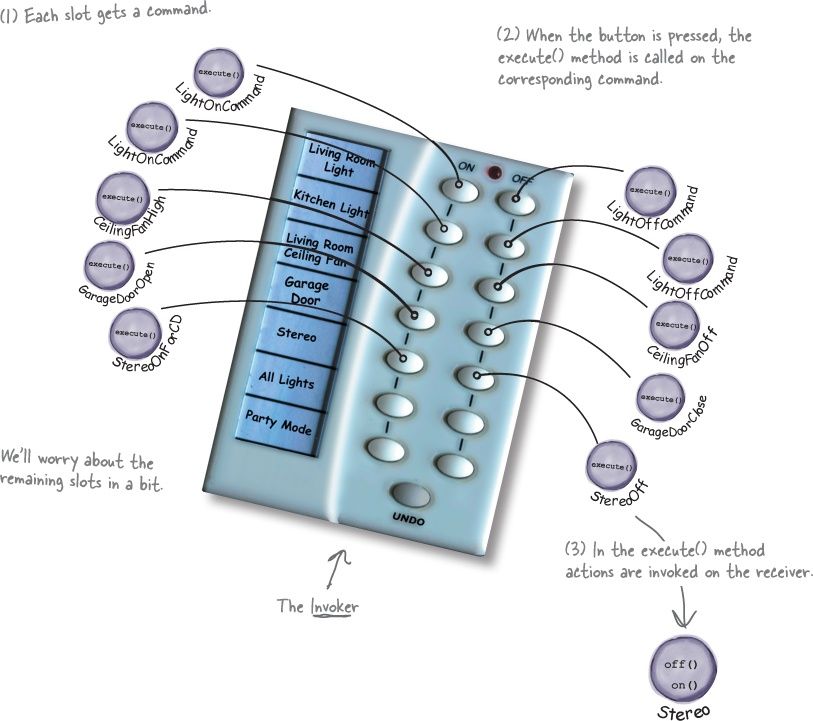 (1) Each slot gets a command.
(2) When the button is pressed, the
execute() method is called on the
corresponding command.
execute()
LightOnCommand
execute()
LightOnCommand
execute()
CeilingFanHigh
execute()
GarageDoorOpen
execute()
StereoOnForCD
Living Room
Light
Kitchen Light
Living Room
Ceiling Fan
Garage
Door
Stereo
All Lights
Party Mode
ON
OFF
UNDO
execute()
LightOffCommand
execute()
LightOffCommand
execute()
CeilingFanOff
execute()
GarageDoorClose
execute()
StereoOff
We'll worry about the
remaining slots in a bit.
The Invoker
(3) In the execute() method
actions are invoked on the receiver.
off()
on()
Stereo